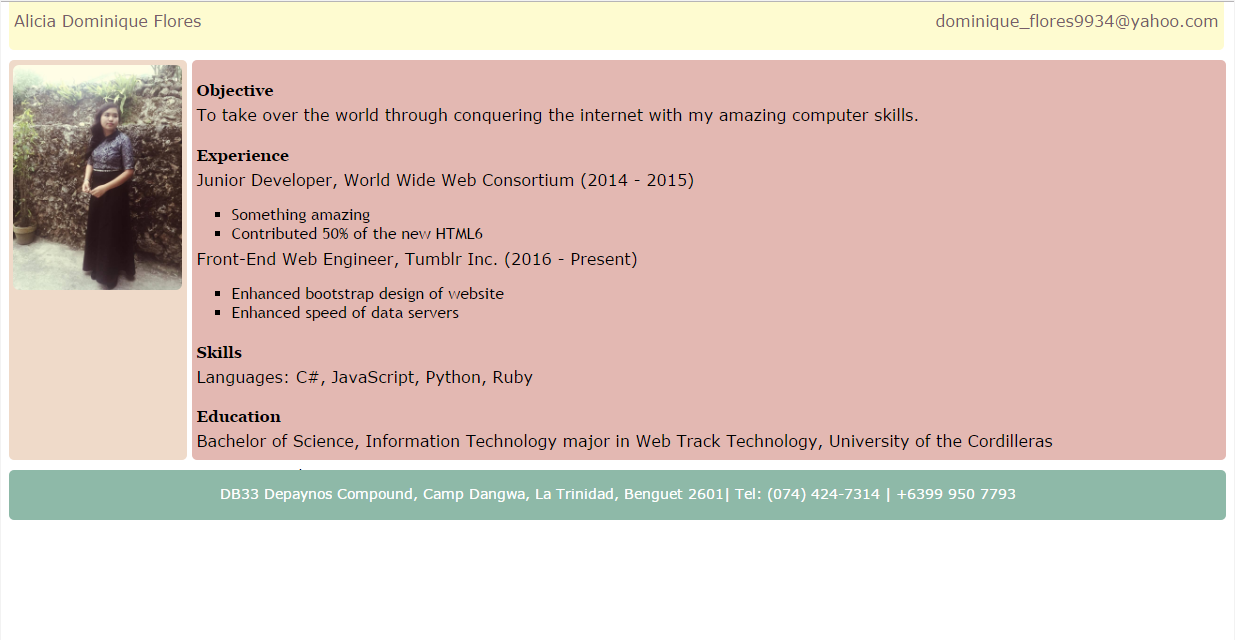 Alicia Dominique Flores
dominique_flores9934@yahoo.com
Objective
To take over the world through conquering the internet with my amazing computer skills.
Experience
Junior Developer, World Wide Web Consortium (2014 - 2015)
Something amazing
Contributed 50% of the new HTML6
Front-End Web Engineer, Tumblr Inc. (2016 - Present)
Enhanced bootstrap design of website
Enhanced speed of data servers
Skills
Languages: C#, JavaScript, Python, Ruby
Education
Bachelor of Science, Information Technology major in Web Track Technology, University of the Cordilleras
DB33 Depaynos Compound, Camp Dangwa, La Trinidad, Benguet 2601| Tel: (074) 424-7314 | +6399 950 7793